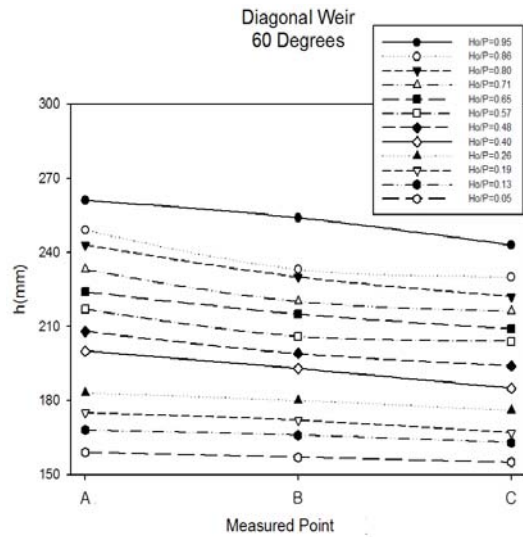 Diagonal Weir
60 Degrees
Ho/P=0.95
Ho/P=0.86
Ho/P=0.80
Ho/P=0.71
Ho/P=0.65
Ho/P=0.57
Ho/P=0.48
Ho/P=0.40
Ho/P=0.26
Ho/P=0.19
Ho/P=0.13
Ho/P=0.05
300
270
240
210
180
150
h(mm)
A B C
Measured Point